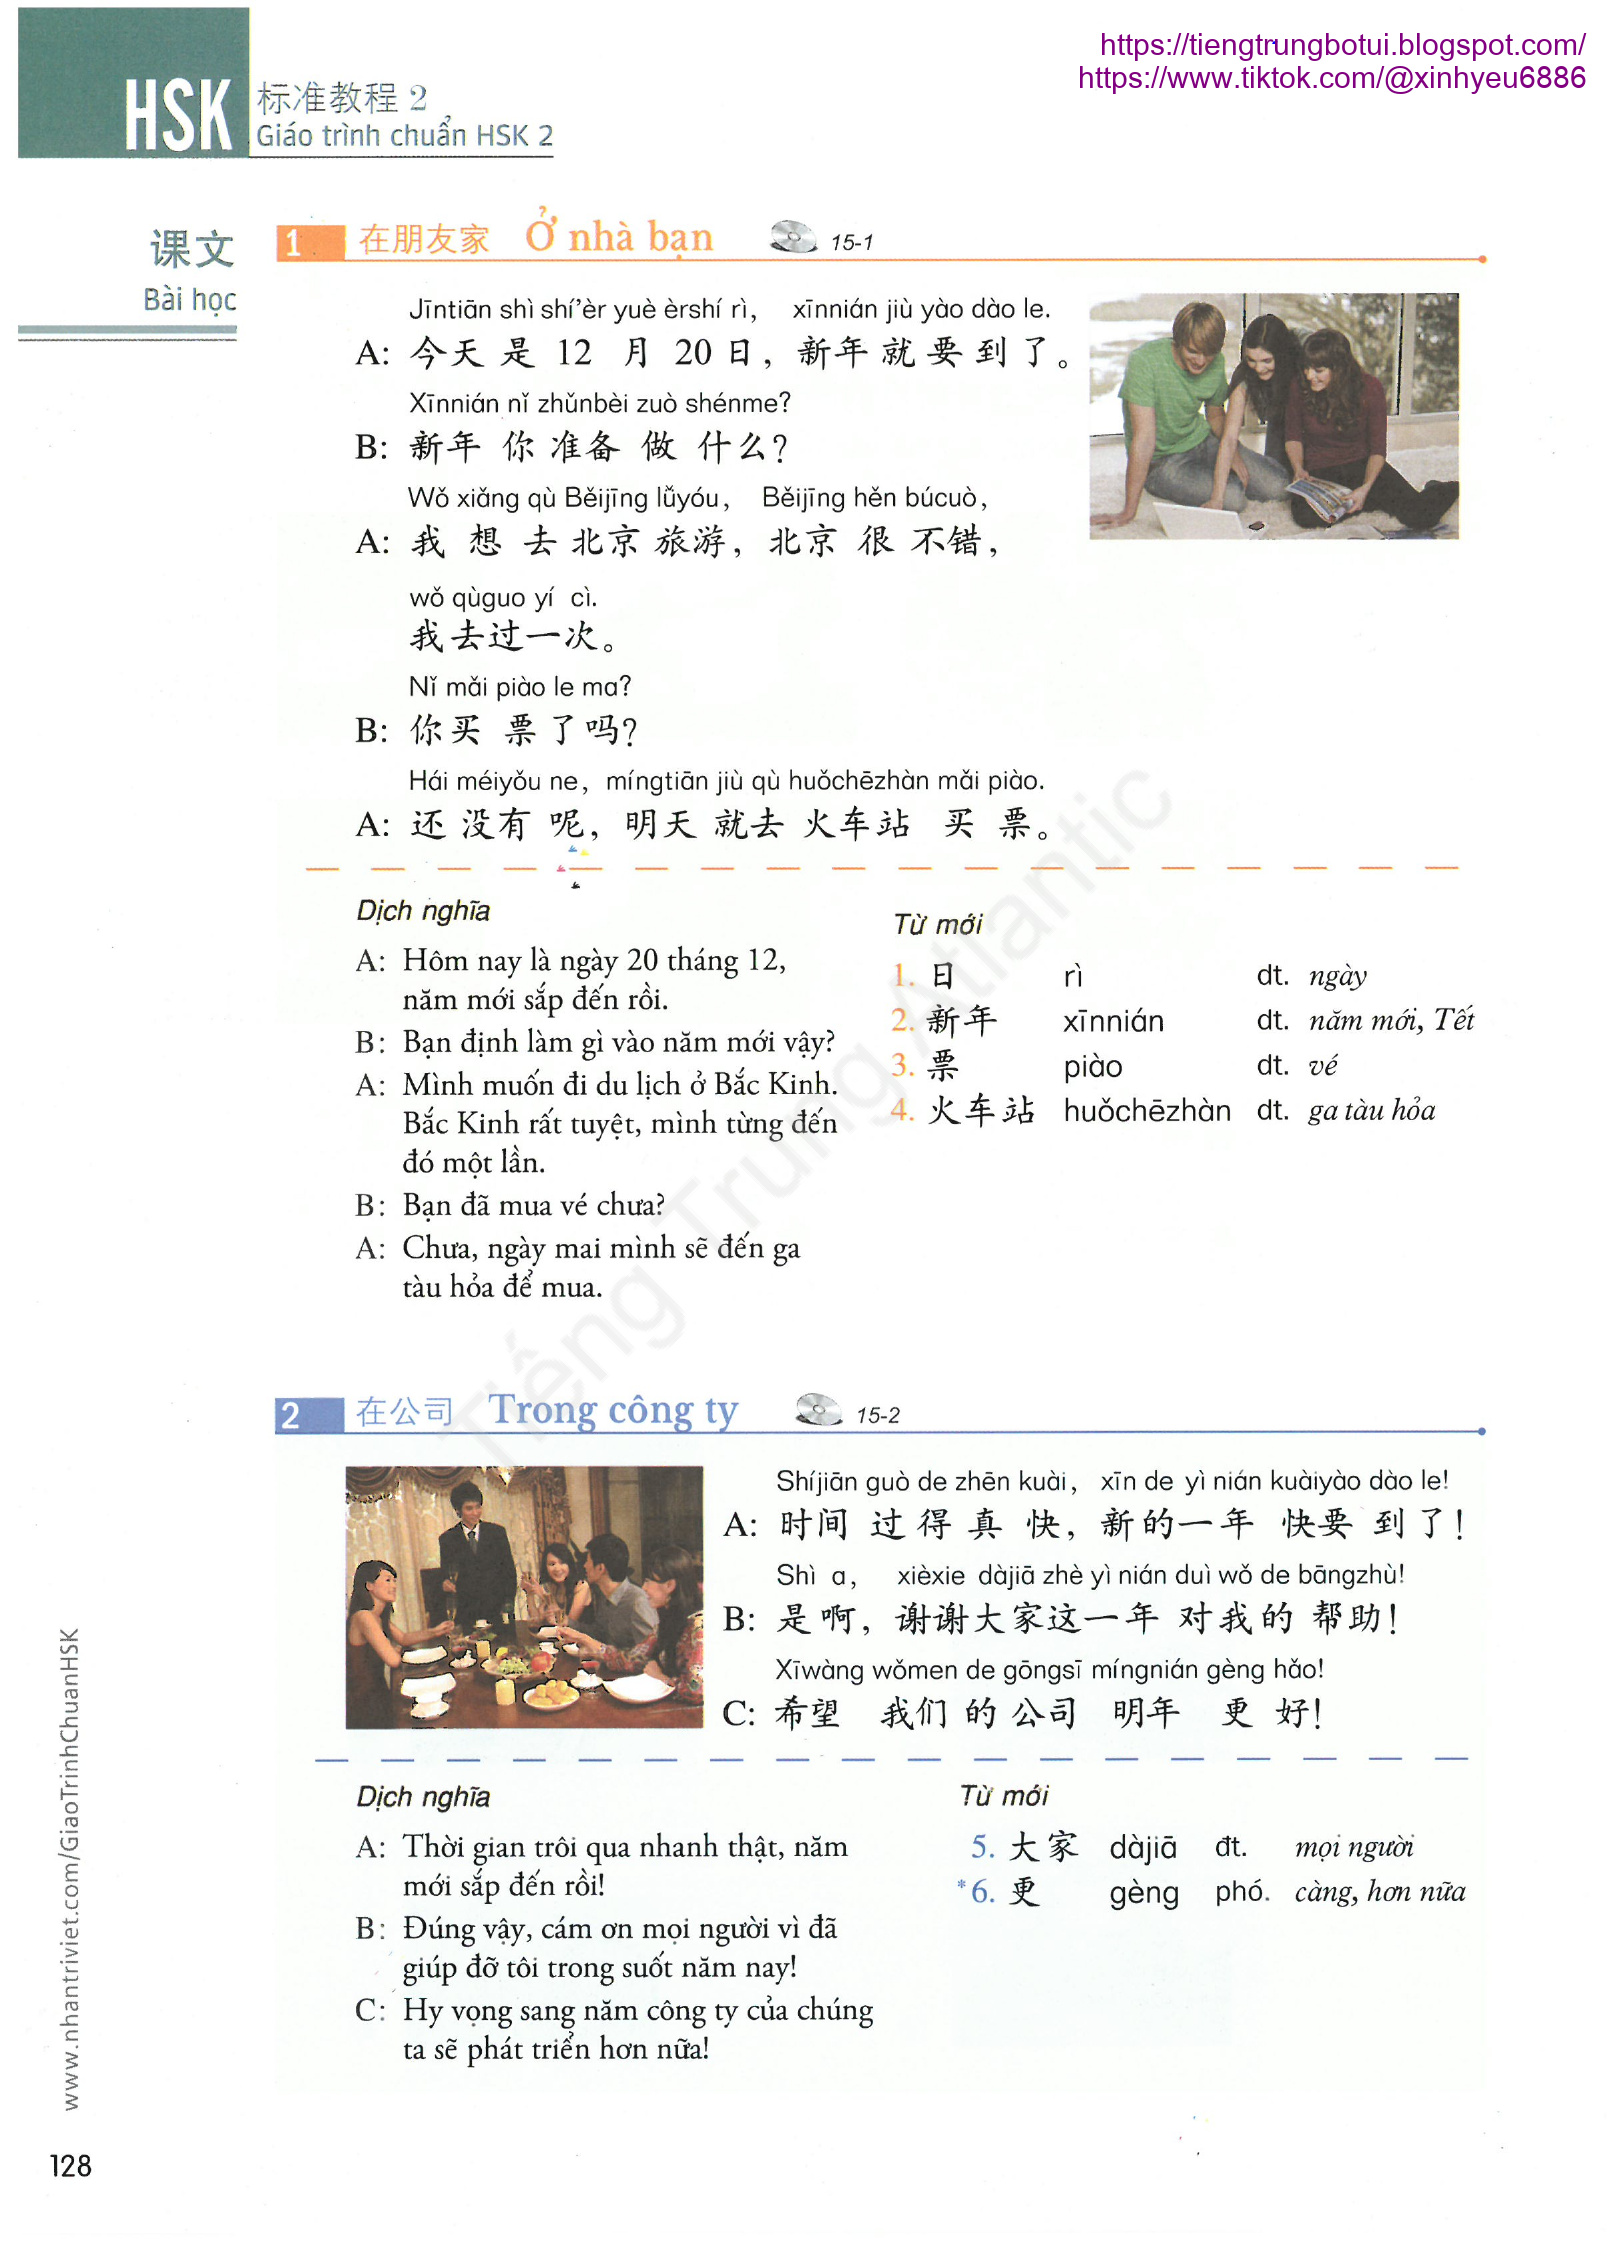 https://tiengtrungbotui.blogspot.com/
https://www.tiktok.com/@xinhyeu6886
HSK 标准教程 2
Giáo trình chuẩn HSK 2
课文
Bài học
1 在朋友家 Ở nhà bạn 15-1
Jīntiān shì shí'èr yuè èrshí rì, xīnnián jiù yào dào le.
A: 今天是 12 月 20 日，新年就要到了。
Xīnnián nǐ zhǔnbèi zuò shénme?
B: 新年你准备做什么？
Wǒ xiǎng qù Běijīng lǚyóu, Běijīng hěn búcuò,
A: 我想去北京旅游，北京很不错，
wǒ qùguo yí cì.
我去过一次。
Nǐ mǎi piào le ma?
B: 你买票了吗？
Hái méiyǒu ne, míngtiān jiù qù huǒchēzhàn mǎi piào.
A: 还没有呢，明天就去火车站买票。
Dịch nghĩa
A: Hôm nay là ngày 20 tháng 12,
năm mới sắp đến rồi.
B: Bạn định làm gì vào năm mới vậy?
A: Mình muốn đi du lịch ở Bắc Kinh.
Bắc Kinh rất tuyệt, mình từng đến
đó một lần.
B: Bạn đã mua vé chưa?
A: Chưa, ngày mai mình sẽ đến ga
tàu hỏa để mua.
Từ mới
1. 日 rì dt. ngày
2. 新年 xīnnián dt. năm mới, Tết
3. 票 piào dt. vé
4. 火车站 huǒchēzhàn dt. ga tàu hỏa
Tiếng Trung Atlantic
2 在公司 Trong công ty 15-2
Shíjiān guò de zhēn kuài, xīn de yì nián kuàiyào dào le!
A: 时间过得真快，新的一年快要到了！
Shì a, xièxie dàjiā zhè yì nián duì wǒ de bāngzhù!
B: 是啊，谢谢大家这一年对我的帮助！
Xīwàng wǒmen de gōngsī míngnián gèng hǎo!
C: 希望我们的公司明年更好！
Dịch nghĩa
A: Thời gian trôi qua nhanh thật, năm
mới sắp đến rồi!
B: Đúng vậy, cám ơn mọi người vì đã
giúp đỡ tôi trong suốt năm nay!
C: Hy vọng sang năm công ty của chúng
ta sẽ phát triển hơn nữa!
Từ mới
5. 大家 dàjiā đt. mọi người
*6. 更 gèng phó. càng, hơn nữa
www.nhantriviet.com/GiaoTrinhChuanHSK
128